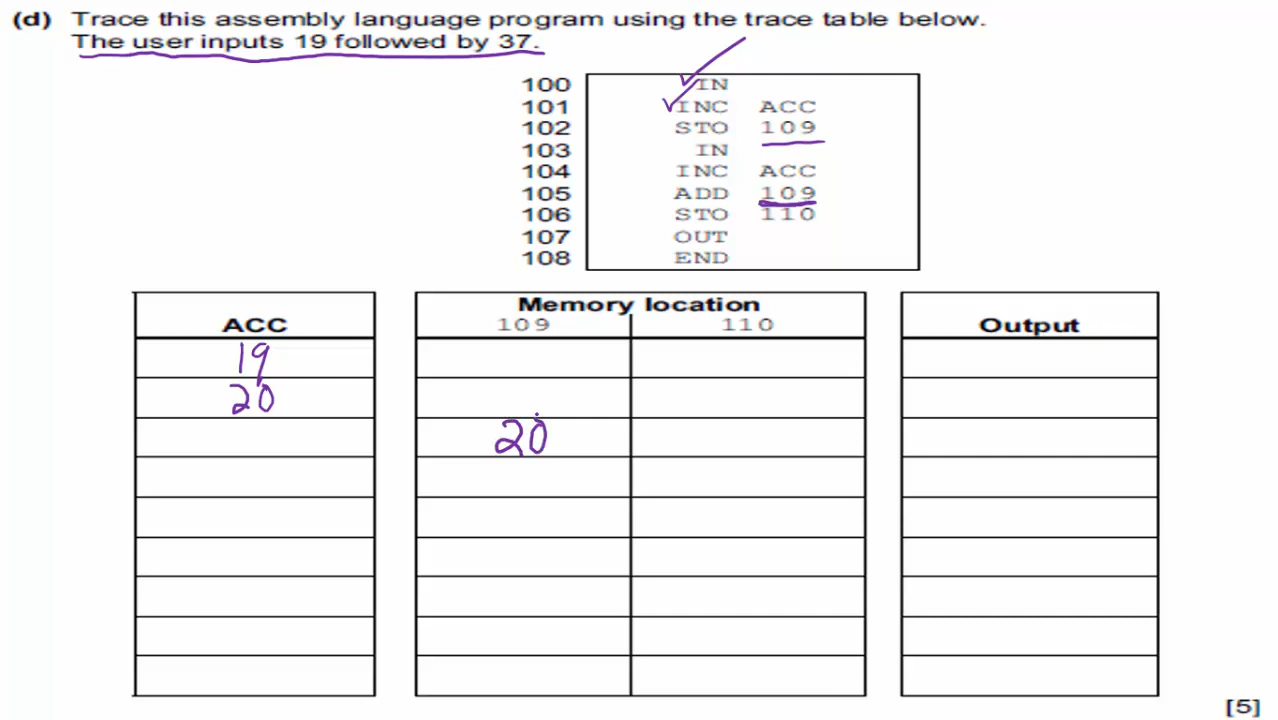 (d) Trace this assembly language program using the trace table below.
The user inputs 19 followed by 37.
100 IN
101 INC ACC
102 STO 109
103 IN
104 INC ACC
105 ADD 109
106 STO 110
107 OUT
108 END
ACC
Memory location
109 110
Output
19
20
20
[5]